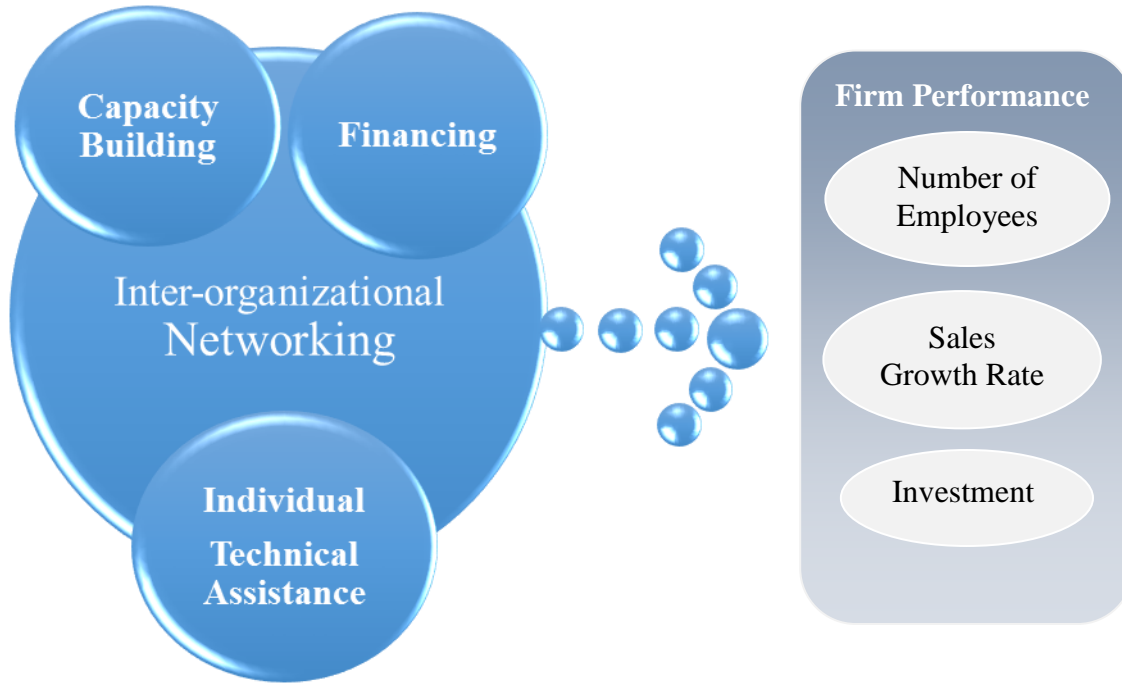 Capacity
Building
Financing
Inter-organizational
Networking
Individual
Technical
Assistance
Firm Performance
Number of
Employees
Sales
Growth Rate
Investment